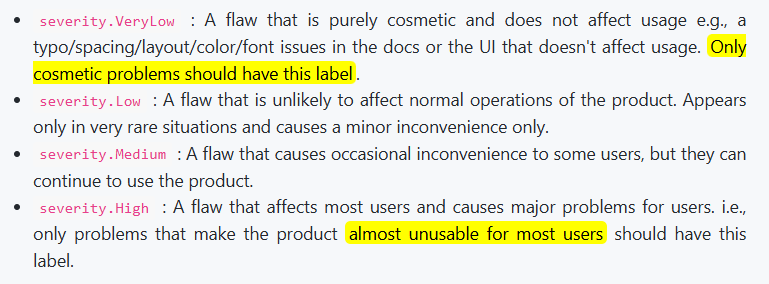 • severity.VeryLow : A flaw that is purely cosmetic and does not affect usage e.g., a
typo/spacing/layout/color/font issues in the docs or the UI that doesn't affect usage. Only
cosmetic problems should have this label.
• severity.Low : A flaw that is unlikely to affect normal operations of the product. Appears
only in very rare situations and causes a minor inconvenience only.
• severity.Medium : A flaw that causes occasional inconvenience to some users, but they can
continue to use the product.
• severity.High : A flaw that affects most users and causes major problems for users. i.e.,
only problems that make the product almost unusable for most users should have this
label.